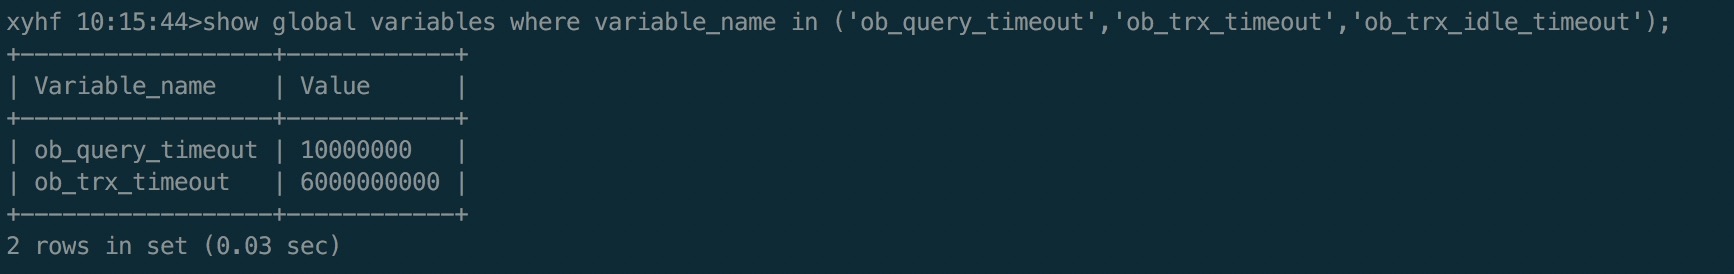 xyhf 10:15:44>show global variables where variable_name in ('ob_query_timeout','ob_trx_timeout','ob_trx_idle_timeout');
+------------------+------------+
| Variable_name    | Value      |
+------------------+------------+
| ob_query_timeout | 10000000   |
| ob_trx_timeout   | 6000000000 |
+------------------+------------+
2 rows in set (0.03 sec)